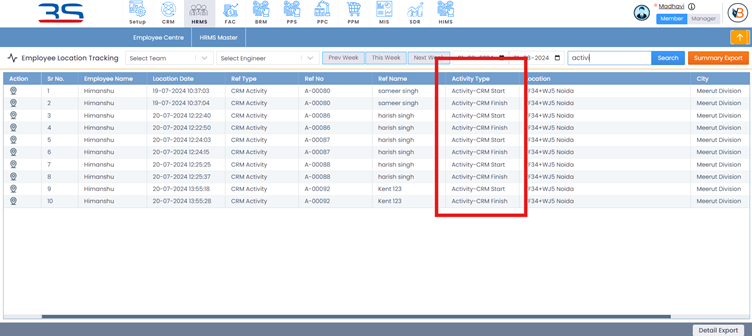 Madhavi
Member Manager
Setup CRM HRMS FAC BRM PPS PPC PPM MIS SDR HIMS
Employee Centre HRMS Master
Employee Location Tracking Select Team Select Engineer Prev Week This Week Next activi Search Summary Export
Action Sr No. Employee Name Location Date Ref Type Ref No Ref Name Activity Type Location City
1 Himanshu 19-07-2024 10:37:03 CRM Activity A-00080 sameer singh Activity-CRM Start F34+WJ5 Noida Meerut Division
2 Himanshu 19-07-2024 10:37:04 CRM Activity A-00080 sameer singh Activity-CRM Finish F34+WJ5 Noida Meerut Division
3 Himanshu 20-07-2024 12:22:40 CRM Activity A-00086 harish singh Activity-CRM Start F34+WJ5 Noida Meerut Division
4 Himanshu 20-07-2024 12:22:50 CRM Activity A-00086 harish singh Activity-CRM Finish F34+WJ5 Noida Meerut Division
5 Himanshu 20-07-2024 12:24:03 CRM Activity A-00087 harish singh Activity-CRM Start F34+WJ5 Noida Meerut Division
6 Himanshu 20-07-2024 12:24:15 CRM Activity A-00087 harish singh Activity-CRM Finish F34+WJ5 Noida Meerut Division
7 Himanshu 20-07-2024 12:25:25 CRM Activity A-00088 harish singh Activity-CRM Start F34+WJ5 Noida Meerut Division
8 Himanshu 20-07-2024 12:25:37 CRM Activity A-00088 harish singh Activity-CRM Finish F34+WJ5 Noida Meerut Division
9 Himanshu 20-07-2024 13:55:18 CRM Activity A-00092 Kent 123 Activity-CRM Start F34+WJ5 Noida Meerut Division
10 Himanshu 20-07-2024 13:55:28 CRM Activity A-00092 Kent 123 Activity-CRM Finish F34+WJ5 Noida Meerut Division
Detail Export